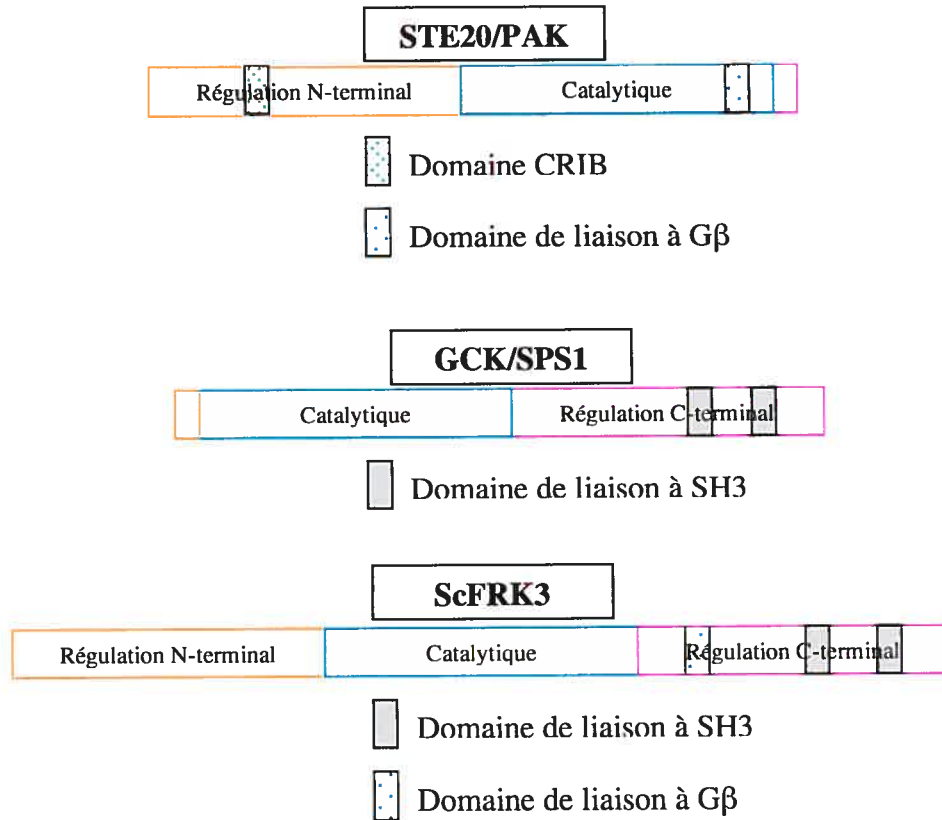 STE20/PAK
Régulation N-terminal Catalytique
Domaine CRIB
Domaine de liaison à Gβ
GCK/SPS1
Catalytique Régulation C-terminal
Domaine de liaison à SH3
ScFRK3
Régulation N-terminal Catalytique Régulation C-terminal
Domaine de liaison à SH3
Domaine de liaison à Gβ